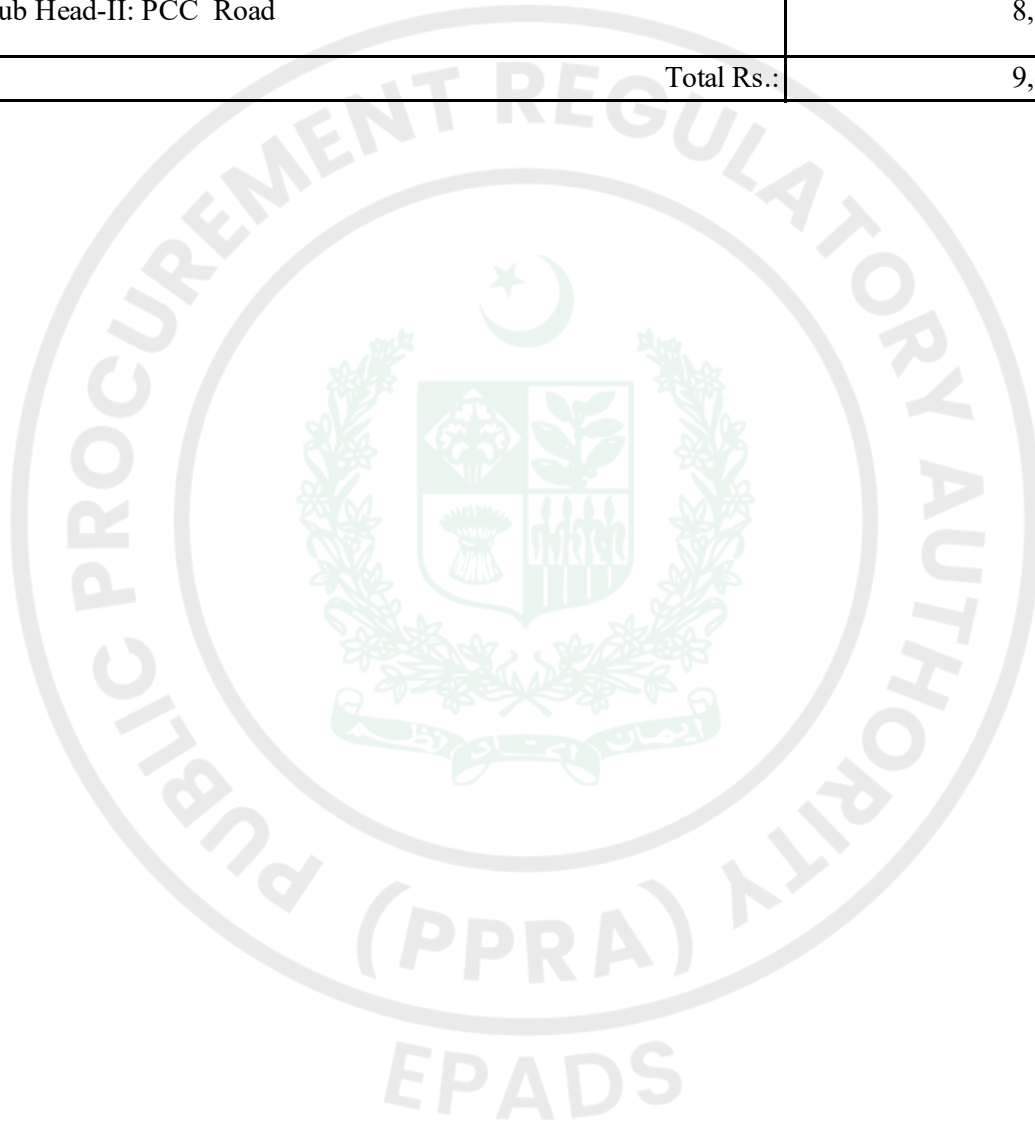 ub Head-II: PCC Road 8,
Total Rs.: 9,
PUBLIC PROCUREMENT REGULATORY AUTHORITY
(PPRA)
EPADS